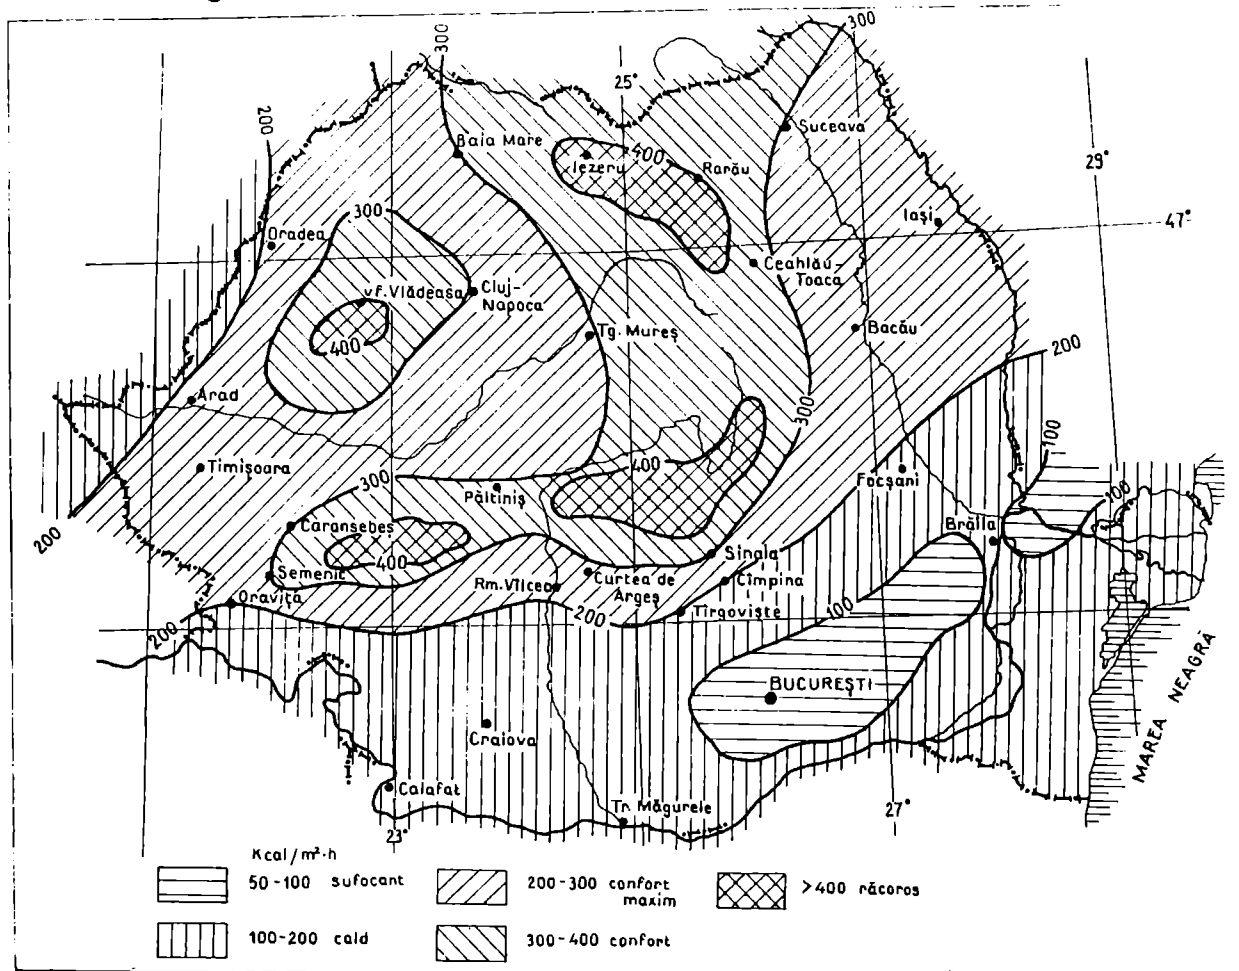 300
300
25°
200
Suceava
Baia Mare
400
Iezeru
Rarău
29°
300
Iași
47°
Oradea
Ceahlău-
Toaca
vf. Vlădeasa
Cluj-
Napoca
Bacău
Tg. Mureș
400
200
Arad
300
100
400
Timișoara
Focșani
300
Păltiniș
100
200
Caransebeș
Brăila
400
Sinaia
Semenic
Curtea de
Argeș
Cîmpina
Rm. Vîlcea
Oravița
100
200
200
Tîrgoviște
BUCUREȘTI
MAREA NEAGRĂ
Craiova
Calafat
Tr. Măgurele
27°
23°
Kcal/m²·h
50-100 sufocant
200-300 confort
maxim
>400 răcoros
100-200 cald
300-400 confort